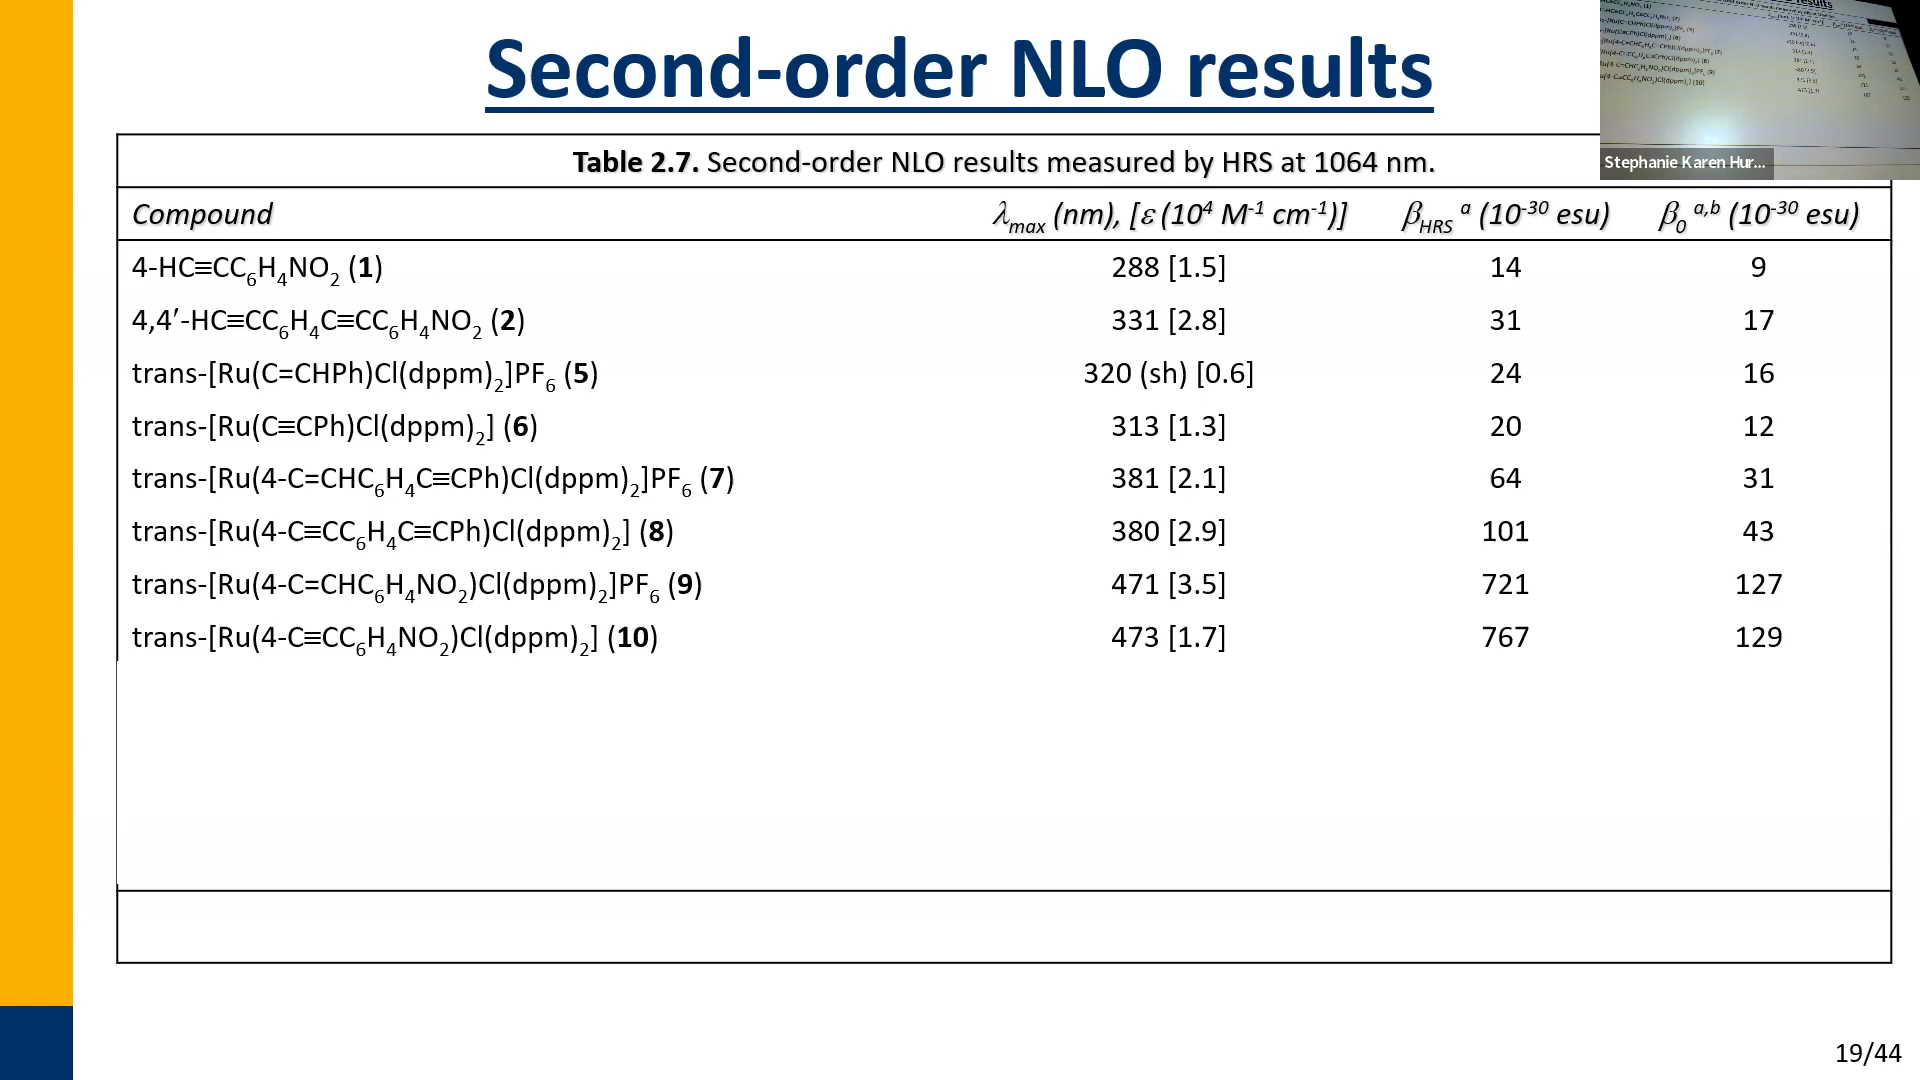 Second-order NLO results
Table 2.7. Second-order NLO results measured by HRS at 1064 nm.
Compound λmax (nm), [ε (10⁴ M⁻¹ cm⁻¹)] βHRS ᵃ (10⁻³⁰ esu) β₀ ᵃ,ᵇ (10⁻³⁰ esu)
4-HC≡CC₆H₄NO₂ (1) 288 [1.5] 14 9
4,4′-HC≡CC₆H₄C≡CC₆H₄NO₂ (2) 331 [2.8] 31 17
trans-[Ru(C=CHPh)Cl(dppm)₂]PF₆ (5) 320 (sh) [0.6] 24 16
trans-[Ru(C≡CPh)Cl(dppm)₂] (6) 313 [1.3] 20 12
trans-[Ru(4-C=CHC₆H₄C≡CPh)Cl(dppm)₂]PF₆ (7) 381 [2.1] 64 31
trans-[Ru(4-C≡CC₆H₄C≡CPh)Cl(dppm)₂] (8) 380 [2.9] 101 43
trans-[Ru(4-C=CHC₆H₄NO₂)Cl(dppm)₂]PF₆ (9) 471 [3.5] 721 127
trans-[Ru(4-C≡CC₆H₄NO₂)Cl(dppm)₂] (10) 473 [1.7] 767 129
Stephanie Karen Hur...
19/44